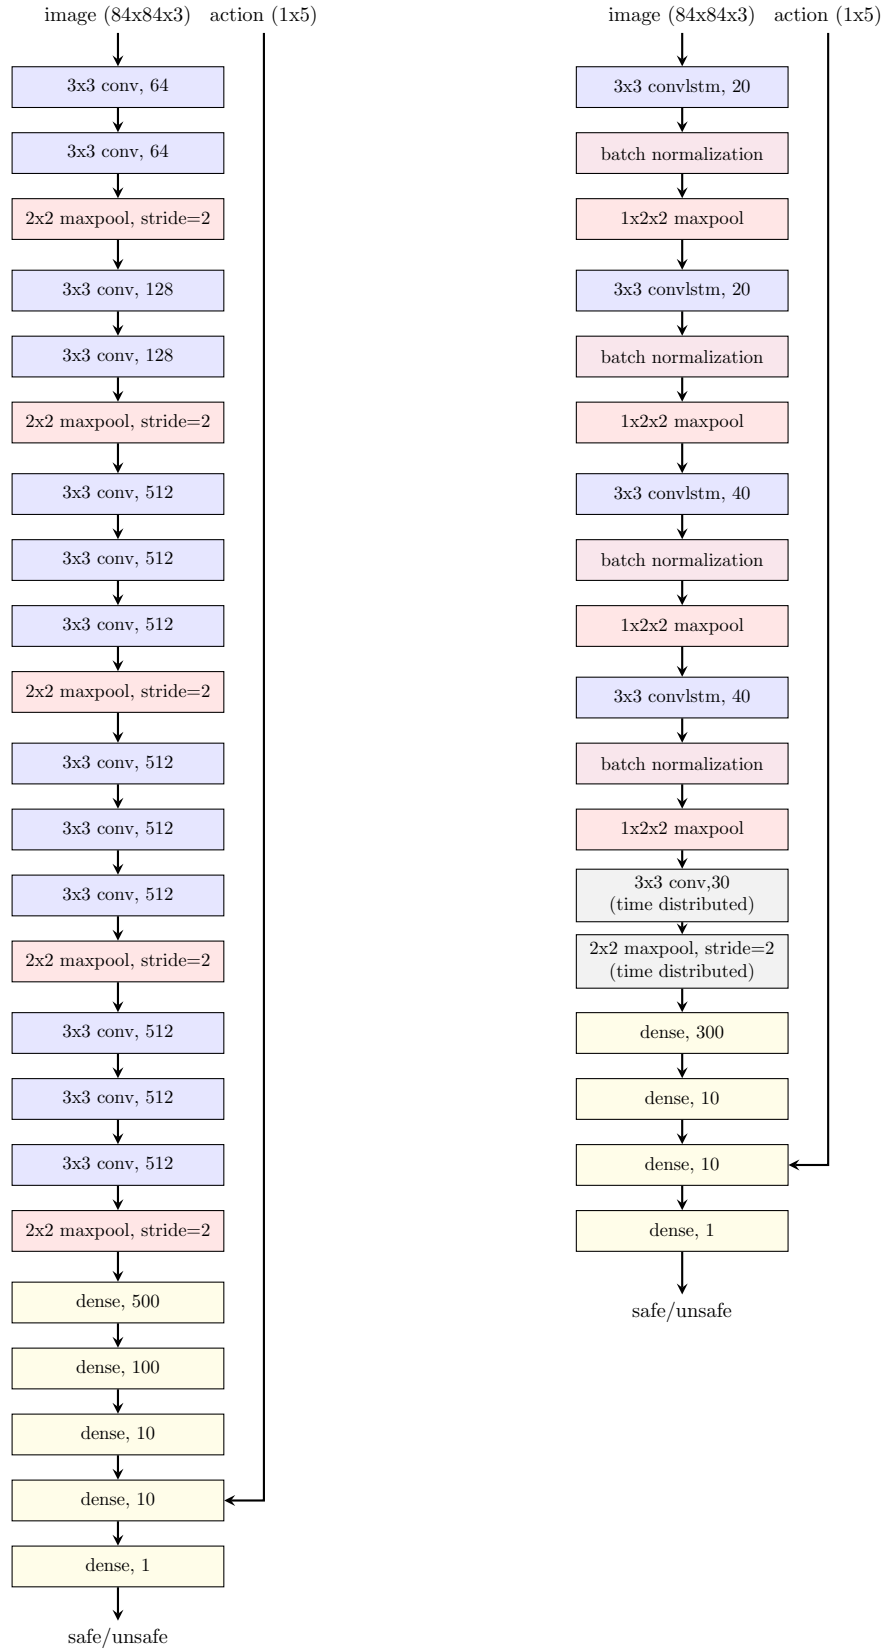 image (84x84x3)
action (1x5)
3x3 conv, 64
3x3 conv, 64
2x2 maxpool, stride=2
3x3 conv, 128
3x3 conv, 128
2x2 maxpool, stride=2
3x3 conv, 512
3x3 conv, 512
3x3 conv, 512
2x2 maxpool, stride=2
3x3 conv, 512
3x3 conv, 512
3x3 conv, 512
2x2 maxpool, stride=2
3x3 conv, 512
3x3 conv, 512
3x3 conv, 512
2x2 maxpool, stride=2
dense, 500
dense, 100
dense, 10
dense, 10
dense, 1
safe/unsafe
image (84x84x3)
action (1x5)
3x3 convlstm, 20
batch normalization
1x2x2 maxpool
3x3 convlstm, 20
batch normalization
1x2x2 maxpool
3x3 convlstm, 40
batch normalization
1x2x2 maxpool
3x3 convlstm, 40
batch normalization
1x2x2 maxpool
3x3 conv,30
(time distributed)
2x2 maxpool, stride=2
(time distributed)
dense, 300
dense, 10
dense, 10
dense, 1
safe/unsafe